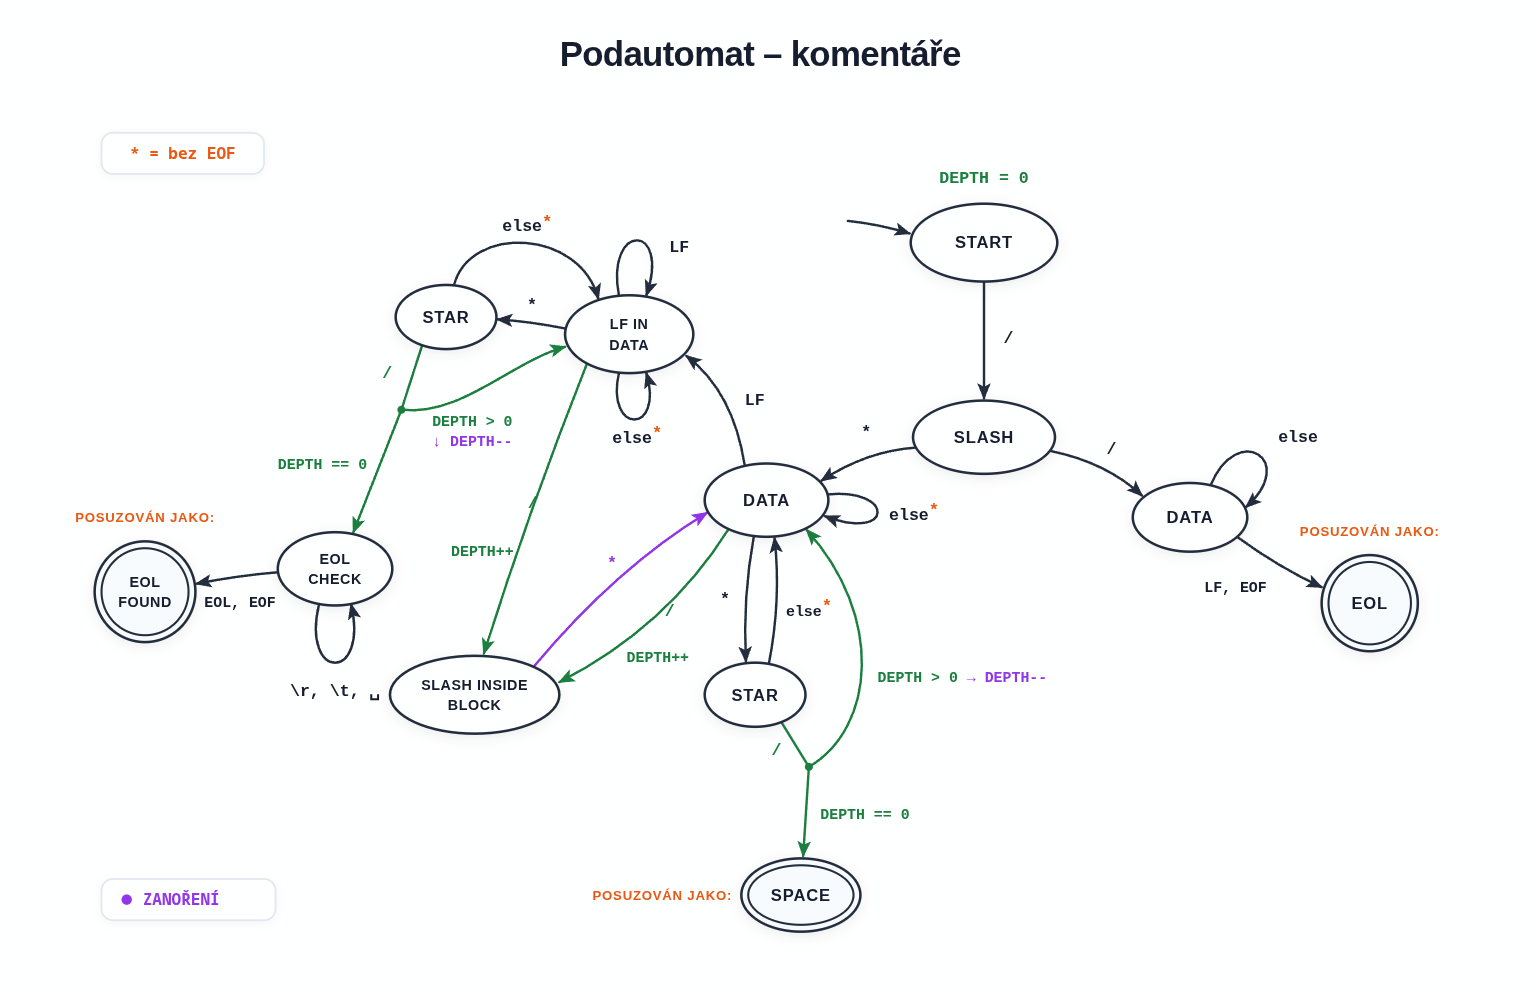 Podautomat – komentáře
* = bez EOF
DEPTH = 0
START
else*
LF
STAR
*
LF IN
DATA
/
/
DEPTH > 0
↓ DEPTH--
else*
LF
*
SLASH
/
else
DEPTH == 0
DATA
else*
DATA
/
POSUZOVÁN JAKO:
POSUZOVÁN JAKO:
DEPTH++
*
EOL
CHECK
EOL
FOUND
EOL, EOF
LF, EOF
EOL
*
else*
/
DEPTH++
\r, \t, ␣
SLASH INSIDE
BLOCK
STAR
DEPTH > 0 → DEPTH--
/
DEPTH == 0
ZANOŘENÍ
POSUZOVÁN JAKO:
SPACE